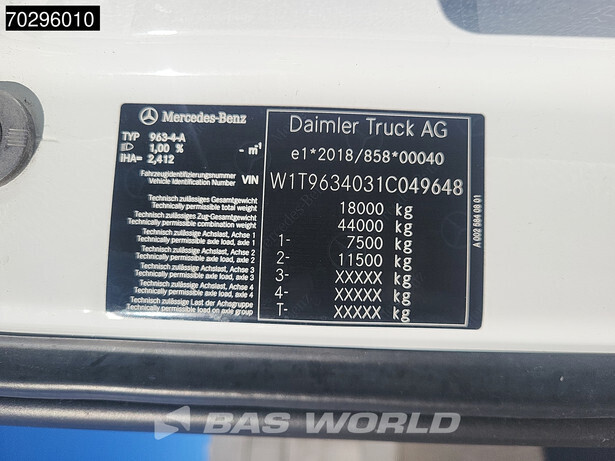 70296010
Mercedes-Benz
TYP 963-4-A
1,00 % - m-1
iHA= 2,412
Daimler Truck AG
e1*2018/858*00040
Fahrzeugidentifizierungsnummer
Vehicle Identification Number VIN W1T9634031C049648
Technisch zulässiges Gesamtgewicht
Technically permissible total weight 18000 kg
Technisch zulässiges Zug-Gesamtgewicht
Technically permissible combination weight 44000 kg
Technisch zulässige Achslast, Achse 1
Technically permissible axle load, axle 1 1- 7500 kg
Technisch zulässige Achslast, Achse 2
Technically permissible axle load, axle 2 2- 11500 kg
Technisch zulässige Achslast, Achse 3
Technically permissible axle load, axle 3 3- XXXXX kg
Technisch zulässige Achslast, Achse 4
Technically permissible axle load, axle 4 4- XXXXX kg
Technisch zulässige Last der Achsgruppe
Technically permissible load on axle group T- XXXXX kg
A 002 584 08 01
BAS WORLD